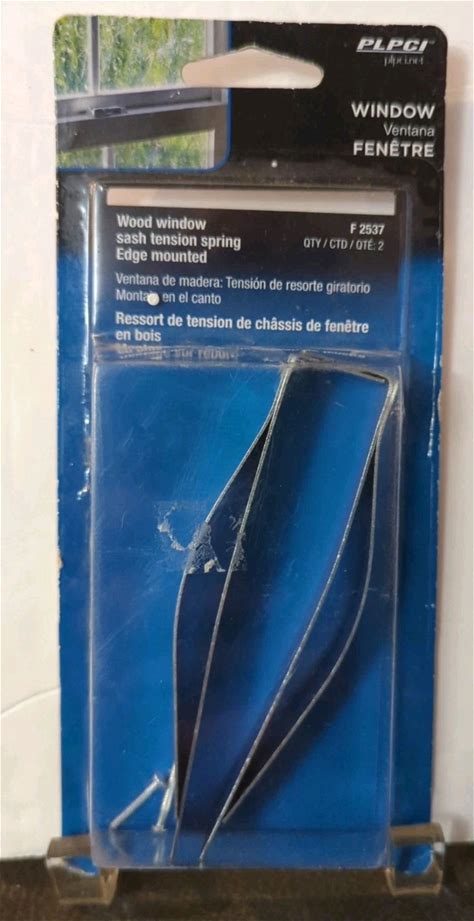 PLPCI
plpci.net
WINDOW
Ventana
FENÊTRE
Wood window
sash tension spring
Edge mounted
F 2537
QTY / CTD / QTÉ: 2
Ventana de madera: Tensión de resorte giratorio
en el canto
Ressort de tension de châssis de fenêtre
en bois